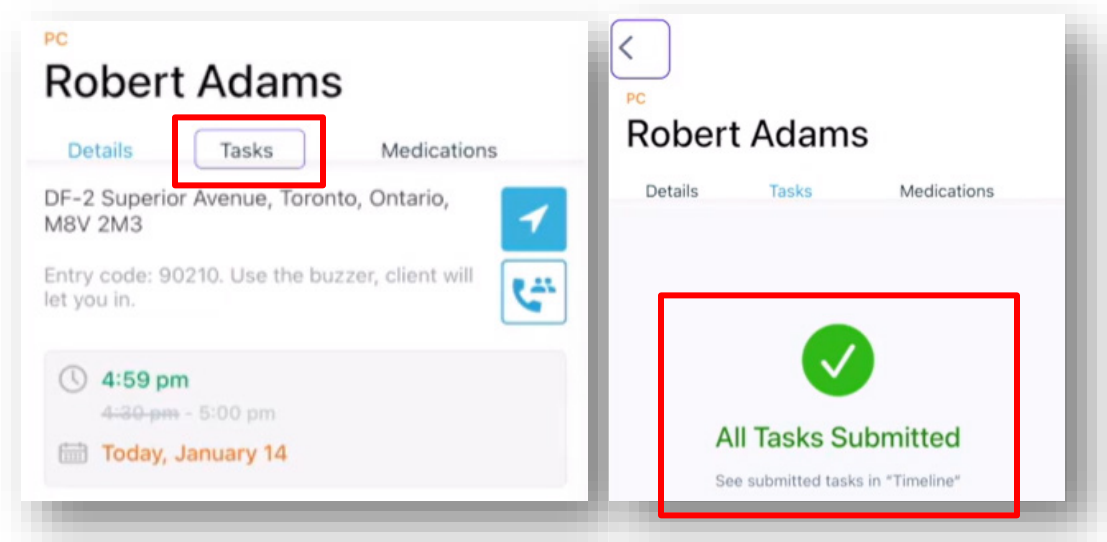 PC
Robert Adams
Details Tasks Medications
DF-2 Superior Avenue, Toronto, Ontario,
M8V 2M3
Entry code: 90210. Use the buzzer, client will
let you in.
4:59 pm
4:30 pm - 5:00 pm
Today, January 14
PC
Robert Adams
Details Tasks Medications
All Tasks Submitted
See submitted tasks in "Timeline"